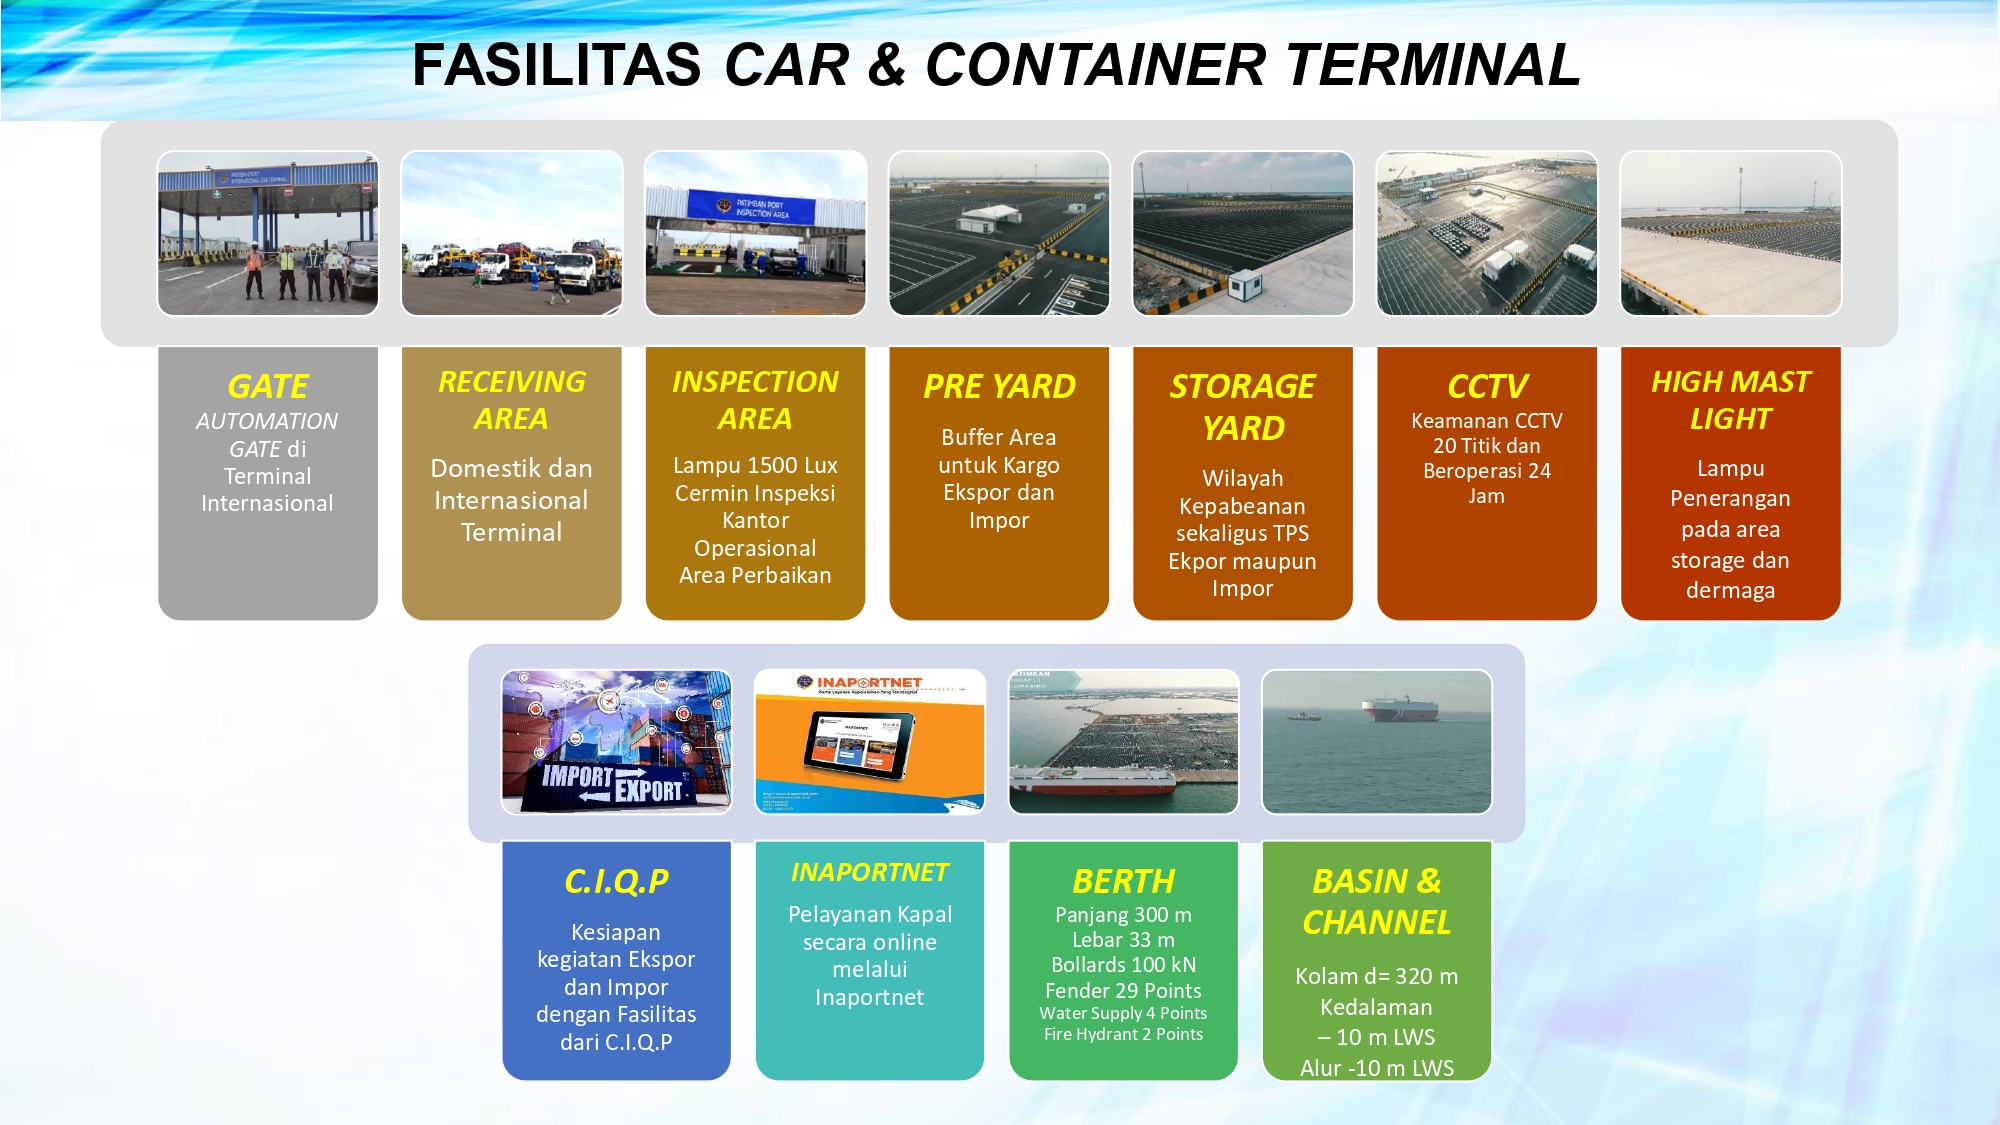 FASILITAS CAR & CONTAINER TERMINAL
PATIMBAN PORT
INTERNATIONAL CAR TERMINAL
PATIMBAN PORT
INSPECTION AREA
GATE
AUTOMATION
GATE di
Terminal
Internasional
RECEIVING
AREA
Domestik dan
Internasional
Terminal
INSPECTION
AREA
Lampu 1500 Lux
Cermin Inspeksi
Kantor
Operasional
Area Perbaikan
PRE YARD
Buffer Area
untuk Kargo
Ekspor dan
Impor
STORAGE
YARD
Wilayah
Kepabeanan
sekaligus TPS
Ekpor maupun
Impor
CCTV
Keamanan CCTV
20 Titik dan
Beroperasi 24
Jam
HIGH MAST
LIGHT
Lampu
Penerangan
pada area
storage dan
dermaga
IMPORT
EXPORT
INAPORTNET
Portal Layanan Kepelabuhan Yang Terintegrasi
INAPORTNET
C.I.Q.P
Kesiapan
kegiatan Ekspor
dan Impor
dengan Fasilitas
dari C.I.Q.P
INAPORTNET
Pelayanan Kapal
secara online
melalui
Inaportnet
BERTH
Panjang 300 m
Lebar 33 m
Bollards 100 kN
Fender 29 Points
Water Supply 4 Points
Fire Hydrant 2 Points
BASIN &
CHANNEL
Kolam d= 320 m
Kedalaman
– 10 m LWS
Alur -10 m LWS